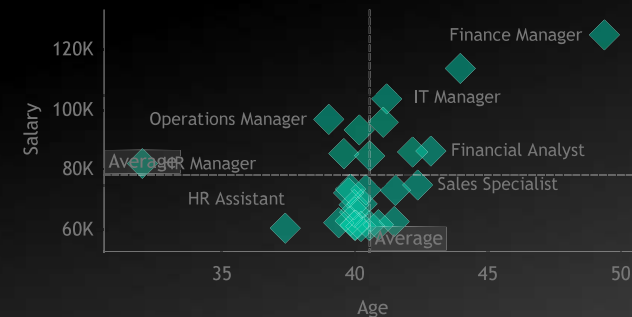 Finance Manager
120K
IT Manager
100K
Operations Manager
Salary
Financial Analyst
Average
HR Manager
80K
Sales Specialist
HR Assistant
60K
Average
35
40
45
50
Age